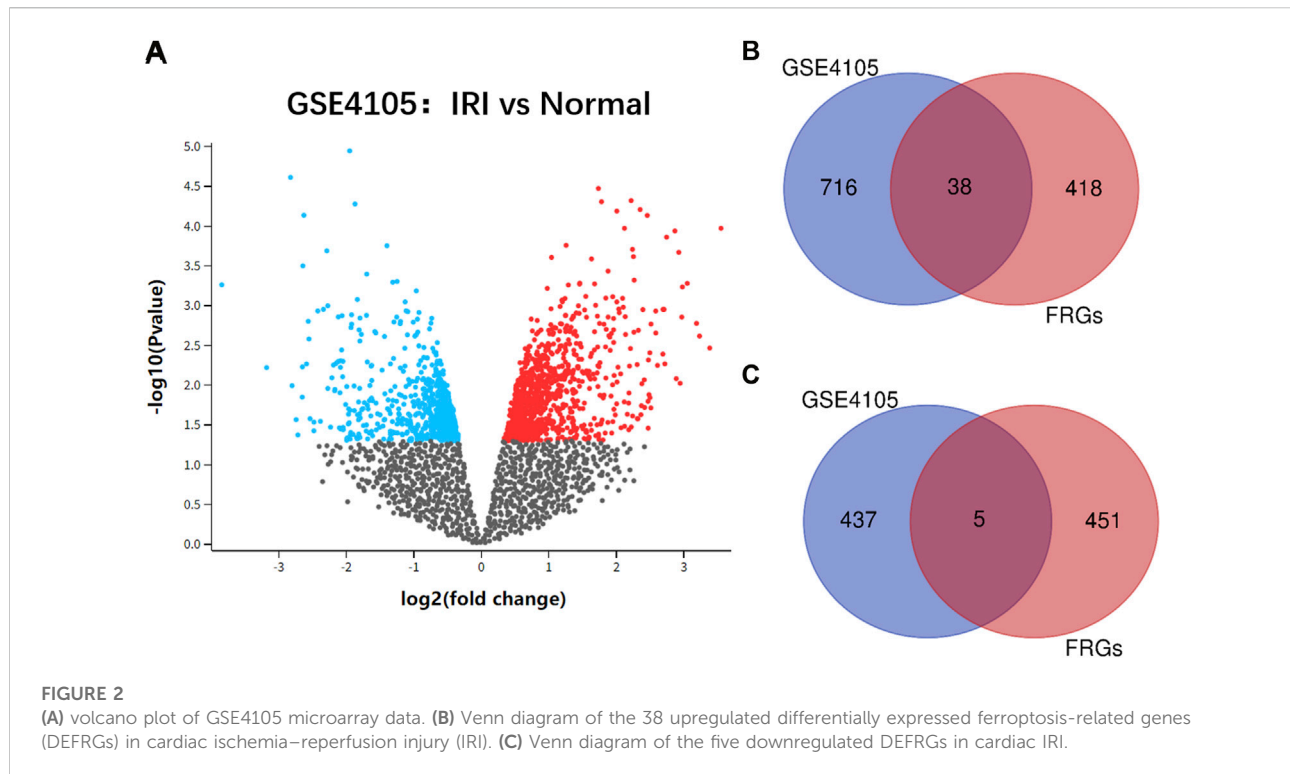 A
GSE4105：IRI vs Normal
5.0
4.5
4.0
3.5
3.0
2.5
2.0
1.5
1.0
0.5
0.0
-log10(Pvalue)
-3 -2 -1 0 1 2 3
log2(fold change)
B
GSE4105
716 38 418
FRGs
C
GSE4105
437 5 451
FRGs
FIGURE 2
(A) volcano plot of GSE4105 microarray data. (B) Venn diagram of the 38 upregulated differentially expressed ferroptosis-related genes
(DEFRGs) in cardiac ischemia–reperfusion injury (IRI). (C) Venn diagram of the five downregulated DEFRGs in cardiac IRI.